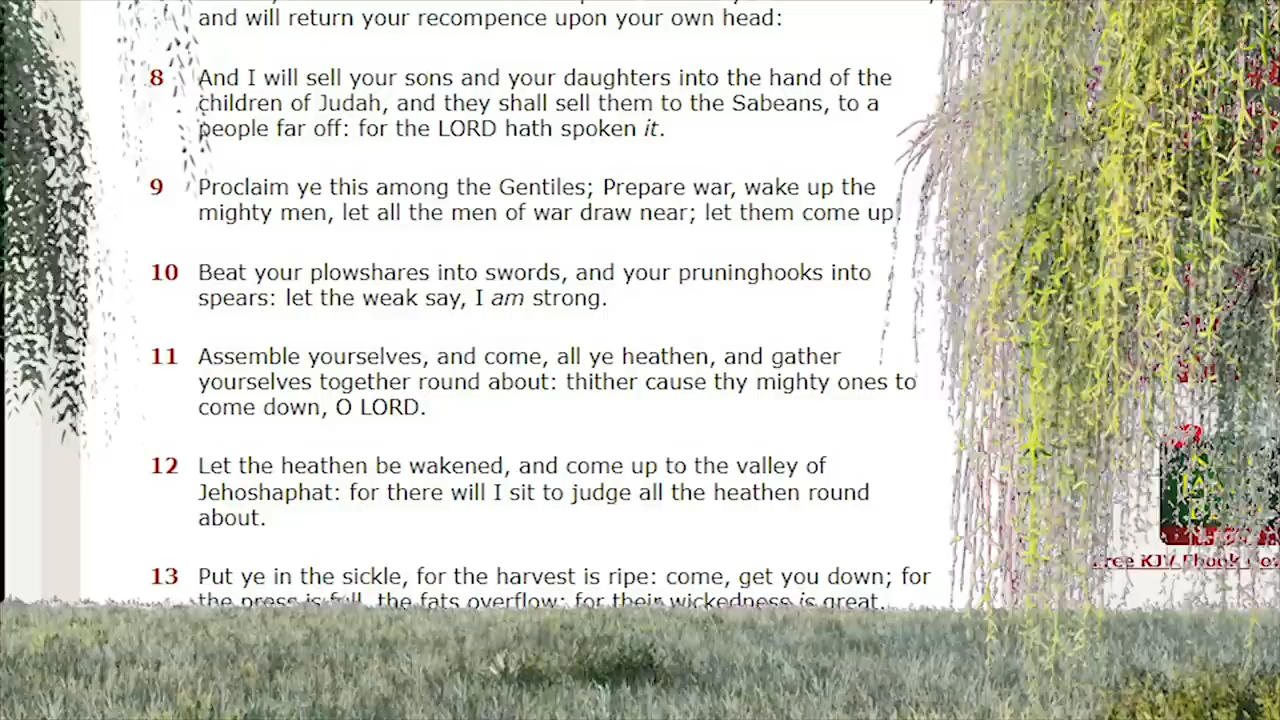 and will return your recompence upon your own head:
8 And I will sell your sons and your daughters into the hand of the
children of Judah, and they shall sell them to the Sabeans, to a
people far off: for the LORD hath spoken it.
9 Proclaim ye this among the Gentiles; Prepare war, wake up the
mighty men, let all the men of war draw near; let them come up:
10 Beat your plowshares into swords, and your pruninghooks into
spears: let the weak say, I am strong.
11 Assemble yourselves, and come, all ye heathen, and gather
yourselves together round about: thither cause thy mighty ones to
come down, O LORD.
12 Let the heathen be wakened, and come up to the valley of
Jehoshaphat: for there will I sit to judge all the heathen round
about.
13 Put ye in the sickle, for the harvest is ripe: come, get you down; for
the press is full, the fats overflow; for their wickedness is great.
KJV Ebook